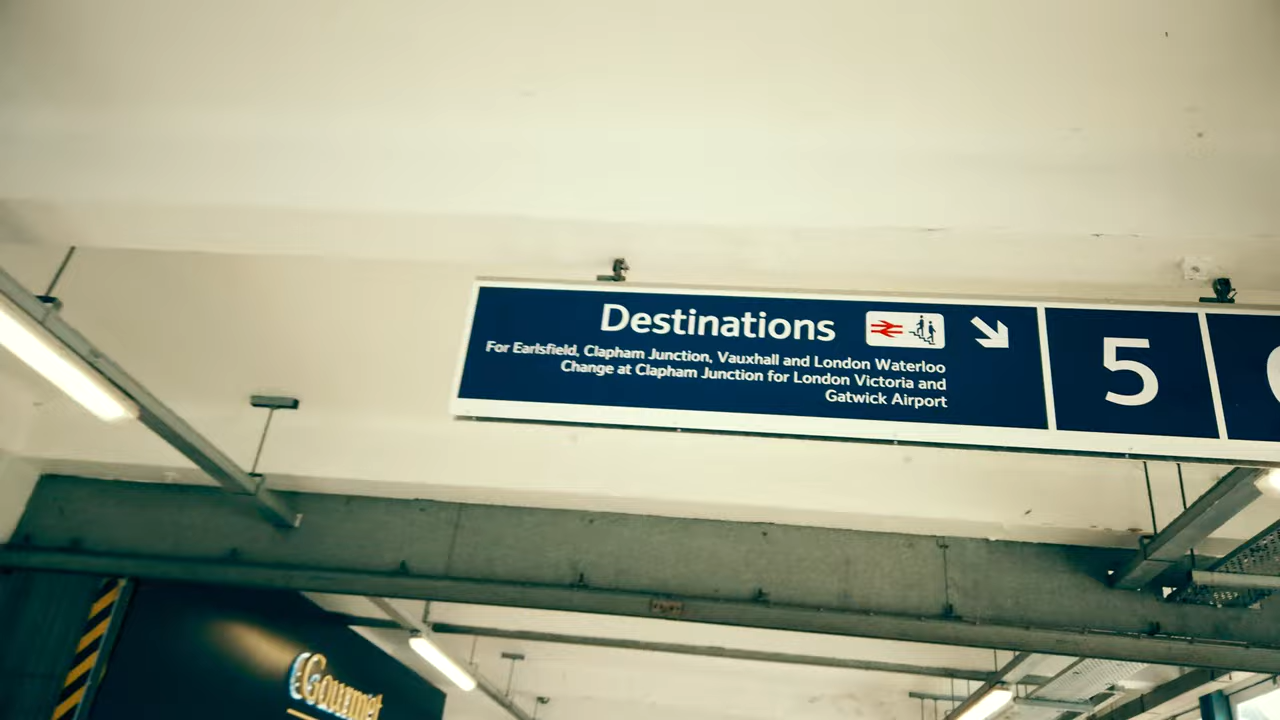 Destinations
For Earlsfield, Clapham Junction, Vauxhall and London Waterloo
Change at Clapham Junction for London Victoria and
Gatwick Airport
5
Gourmet